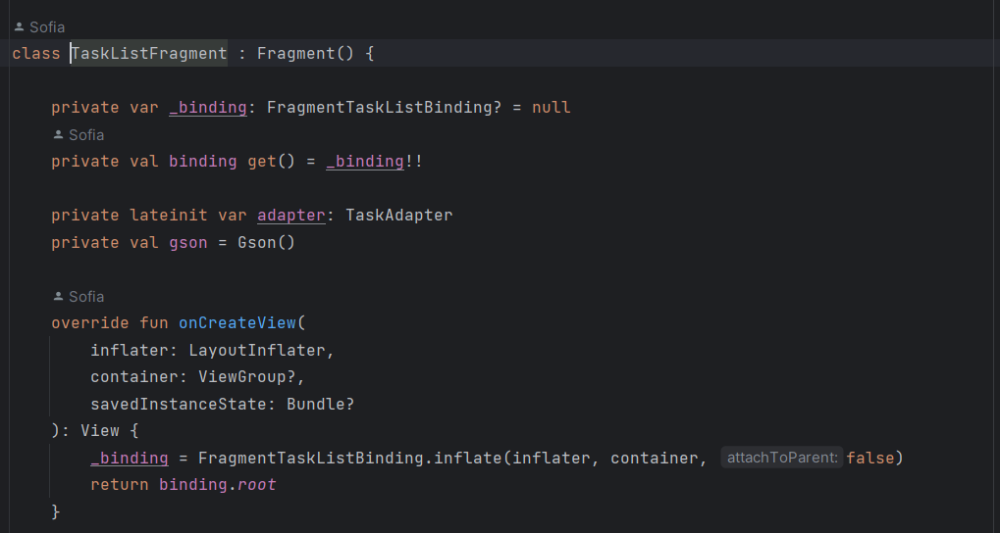 Sofia
class TaskListFragment : Fragment() {
private var _binding: FragmentTaskListBinding? = null
Sofia
private val binding get() = _binding!!
private lateinit var adapter: TaskAdapter
private val gson = Gson()
Sofia
override fun onCreateView(
inflater: LayoutInflater,
container: ViewGroup?,
savedInstanceState: Bundle?
): View {
_binding = FragmentTaskListBinding.inflate(inflater, container, attachToParent: false)
return binding.root
}